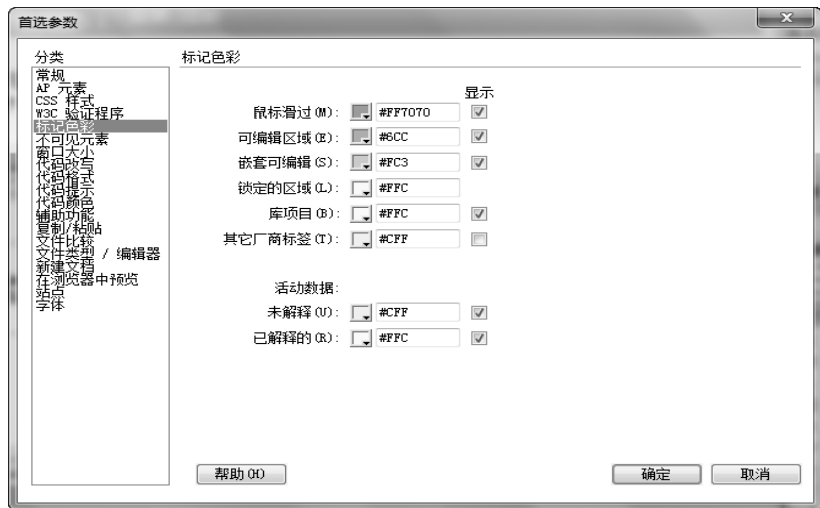 首选参数
分类
常规
AP 元素
CSS 样式
W3C 验证程序
标记色彩
不可见元素
窗口大小
代码改写
代码格式
代码提示
代码颜色
辅助功能
复制/粘贴
文件比较
文件类型 / 编辑器
新建文档
在浏览器中预览
站点
字体
标记色彩
显示
鼠标滑过(M): #FF7070
可编辑区域(E): #6CC
嵌套可编辑(S): #FC3
锁定的区域(L): #FFC
库项目(B): #FFC
其它厂商标签(T): #CFF
活动数据:
未解释(U): #CFF
已解释的(R): #FFC
帮助(H) 确定 取消